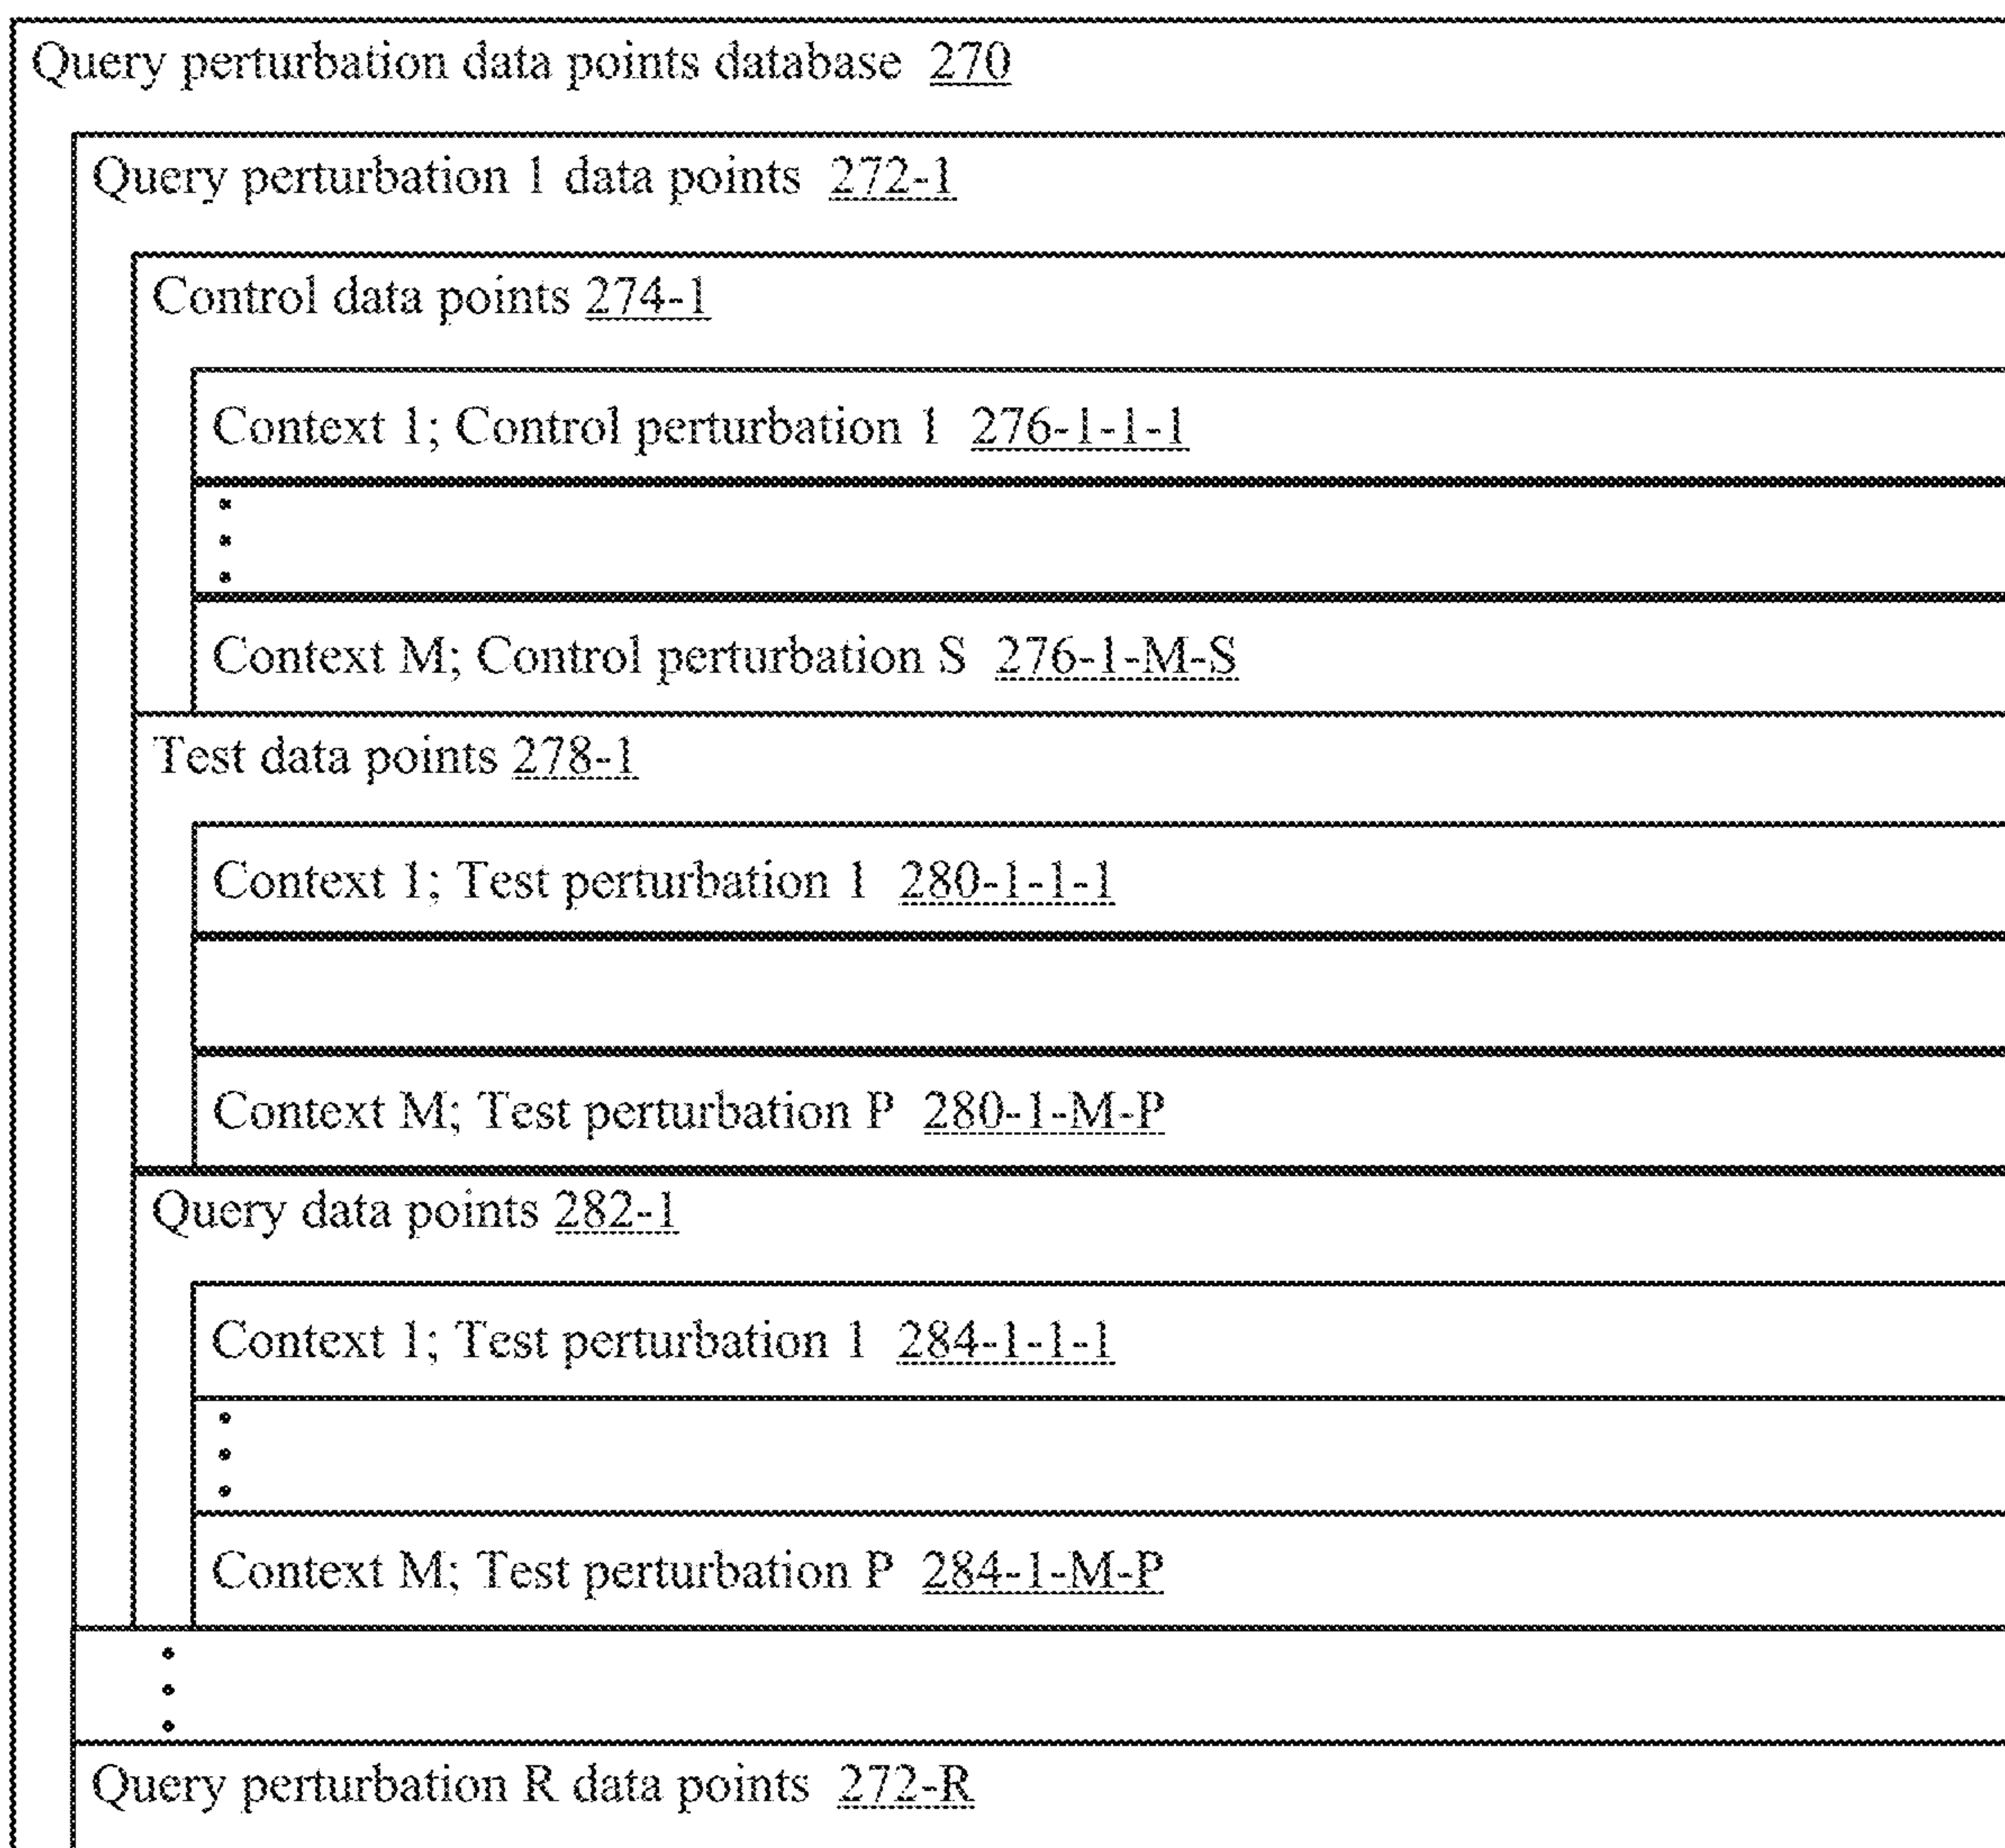 Query perturbation data points database 270
Query perturbation 1 data points 272-1
Control data points 274-1
Context 1; Control perturbation 1 276-1-1-1
Context M; Control perturbation S 276-1-M-S
Test data points 278-1
Context 1; Test perturbation 1 280-1-1-1
Context M; Test perturbation P 280-1-M-P
Query data points 282-1
Context 1; Test perturbation 1 284-1-1-1
Context M; Test perturbation P 284-1-M-P
Query perturbation R data points 272-R